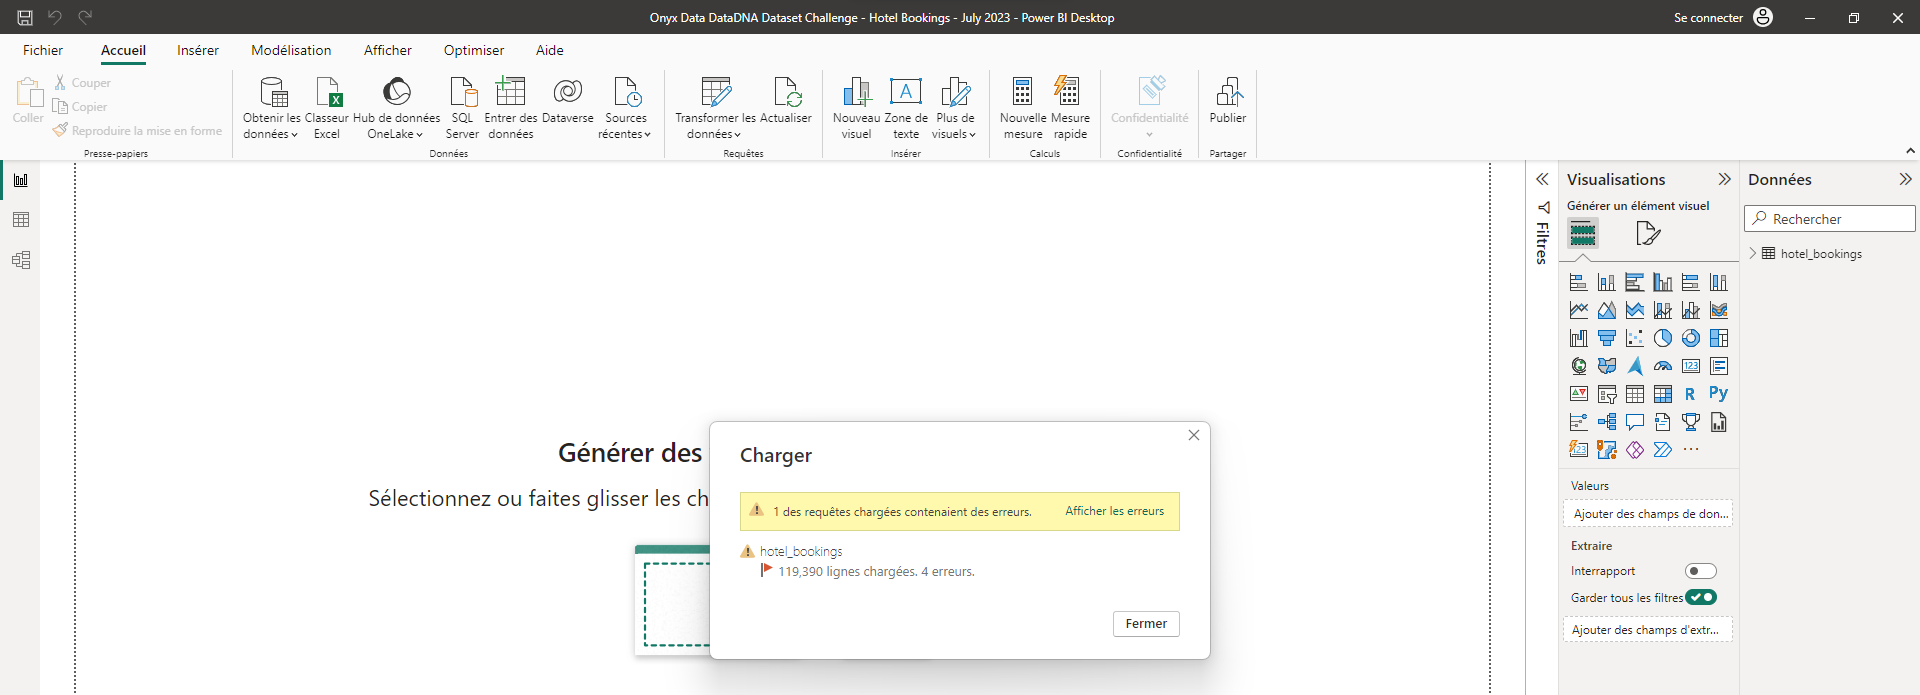 Onyx Data DataDNA Dataset Challenge - Hotel Bookings - July 2023 - Power BI Desktop
Se connecter
Fichier
Accueil
Insérer
Modélisation
Afficher
Optimiser
Aide
Coller
Couper
Copier
Reproduire la mise en forme
Presse-papiers
Obtenir les
données
Classeur
Excel
Hub de données
OneLake
SQL
Server
Entrer des
données
Dataverse
Sources
récentes
Données
Transformer les
données
Actualiser
Requêtes
Nouveau
visuel
Zone de
texte
Plus de
visuels
Insérer
Nouvelle
mesure
Mesure
rapide
Calculs
Confidentialité
Confidentialité
Publier
Partager
Générer des
Sélectionnez ou faites glisser les ch
Charger
1 des requêtes chargées contenaient des erreurs.
Afficher les erreurs
hotel_bookings
119,390 lignes chargées. 4 erreurs.
Fermer
Filtres
Visualisations
Générer un élément visuel
R
Py
123
123
Valeurs
Ajouter des champs de don...
Extraire
Interrapport
Garder tous les filtres
Ajouter des champs d'extr...
Données
Rechercher
hotel_bookings